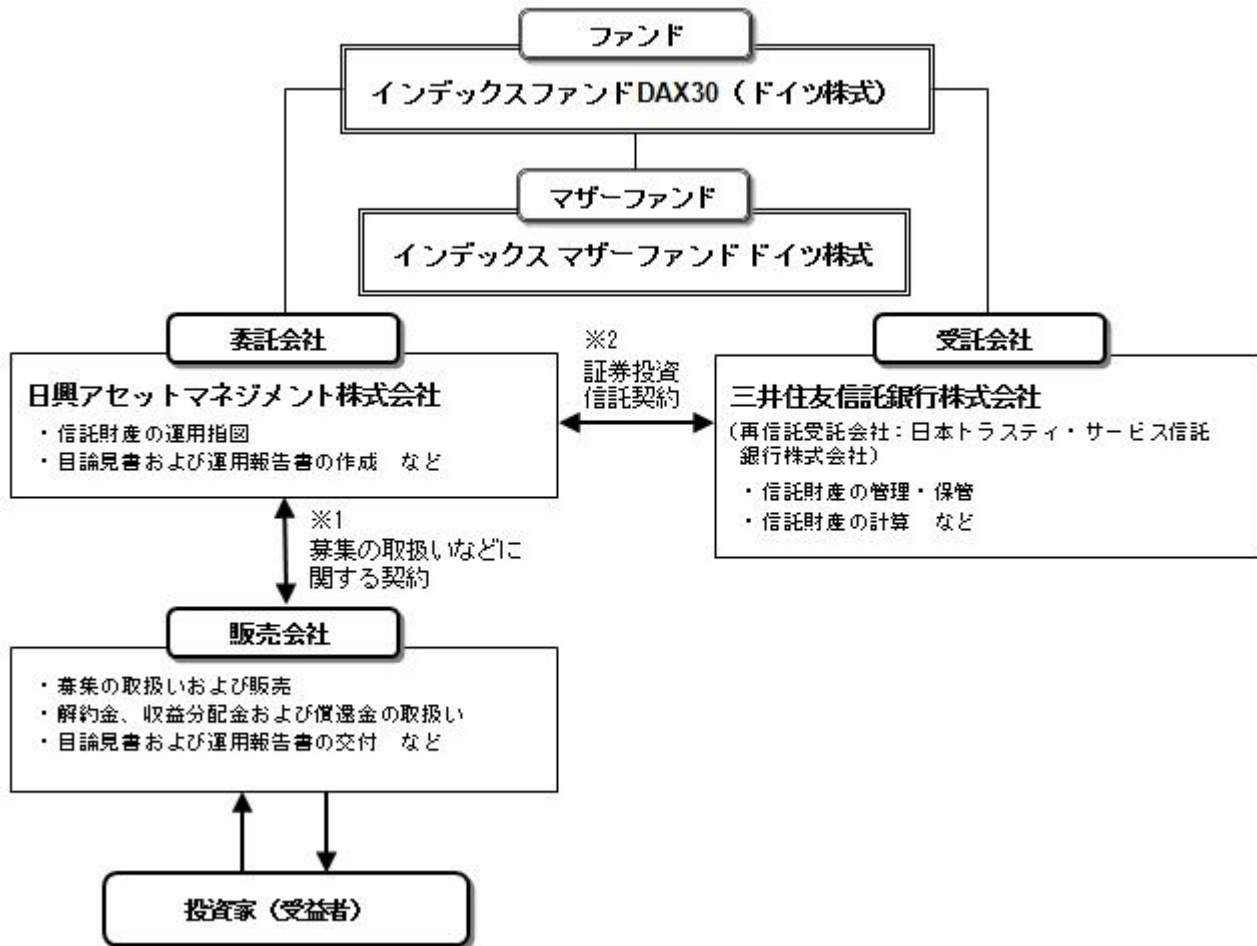 ファンド
インデックスファンドDAX30（ドイツ株式）
マザーファンド
インデックス マザーファンド ドイツ株式
委託会社
日興アセットマネジメント株式会社
・信託財産の運用指図
・目論見書および運用報告書の作成　など
※2
証券投資
信託契約
受託会社
三井住友信託銀行株式会社
（再信託受託会社：日本トラスティ・サービス信託
銀行株式会社）
・信託財産の管理・保管
・信託財産の計算　など
※1
募集の取扱いなどに
関する契約
販売会社
・募集の取扱いおよび販売
・解約金、収益分配金および償還金の取扱い
・目論見書および運用報告書の交付　など
投資家（受益者）